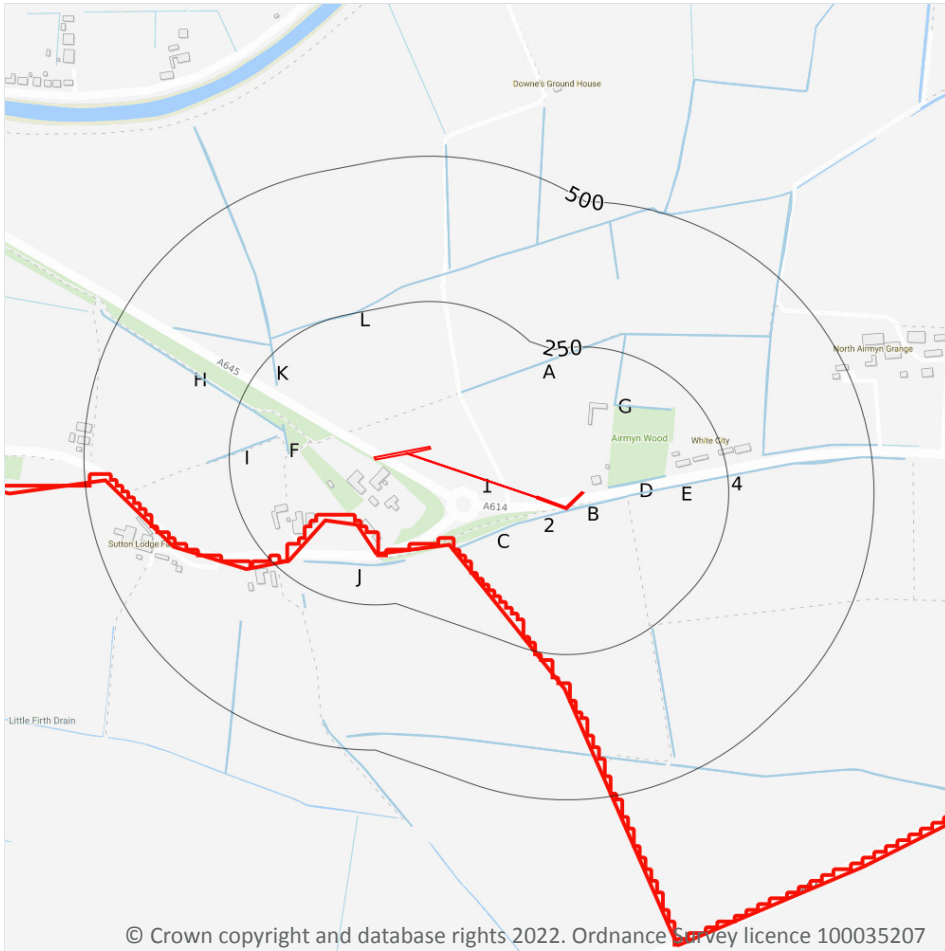 Downe's Ground House
500
L
250
A
North Airmyn Grange
A645
K
H
G
Airmyn Wood
White City
F
I
1
4
D
E
A614
B
2
C
Sutton Lodge F
J
Little Firth Drain
© Crown copyright and database rights 2022. Ordnance Survey licence 100035207